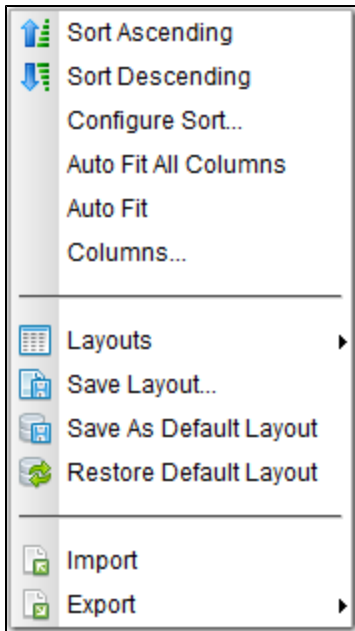 Sort Ascending
Sort Descending
Configure Sort...
Auto Fit All Columns
Auto Fit
Columns...
Layouts
Save Layout...
Save As Default Layout
Restore Default Layout
Import
Export